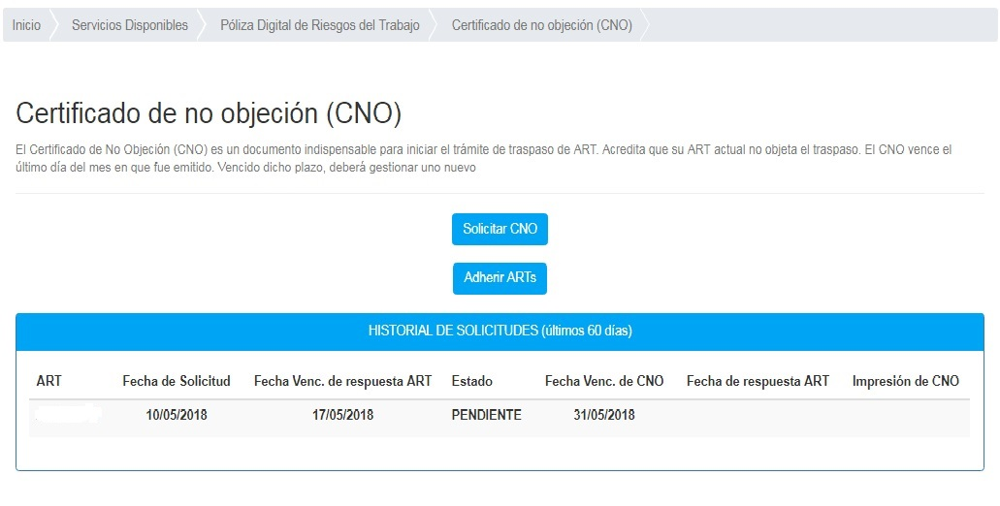 Inicio Servicios Disponibles Póliza Digital de Riesgos del Trabajo Certificado de no objeción (CNO)
Certificado de no objeción (CNO)
El Certificado de No Objeción (CNO) es un documento indispensable para iniciar el trámite de traspaso de ART. Acredita que su ART actual no objeta el traspaso. El CNO vence el
último día del mes en que fue emitido. Vencido dicho plazo, deberá gestionar uno nuevo
Solicitar CNO
Adherir ARTs
HISTORIAL DE SOLICITUDES (últimos 60 días)
ART Fecha de Solicitud Fecha Venc. de respuesta ART Estado Fecha Venc. de CNO Fecha de respuesta ART Impresión de CNO
10/05/2018 17/05/2018 PENDIENTE 31/05/2018